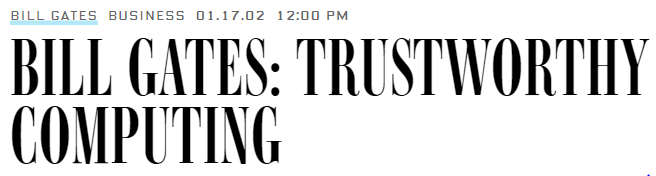 BILL GATES BUSINESS 01.17.02 12:00 PM
BILL GATES: TRUSTWORTHY
COMPUTING